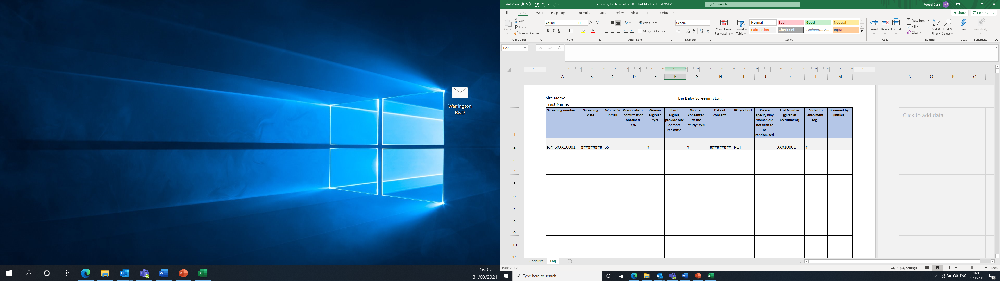 Warrington
R&D
16:33
31/03/2021
AutoSave Off
Screening log template v2.0 - Last Modified: 16/09/2020
Search
Wood, Sara WS
File Home Insert Page Layout Formulas Data Review View Help Kofax PDF
Share Comments
Paste
Cut
Copy
Format Painter
Clipboard
Calibri 11
B I U
Font
Wrap Text
Merge & Center
Alignment
General
Number
Conditional Formatting
Format as Table
Normal Bad Good Neutral
Calculation Check Cell Explanatory ... Input
Styles
Insert Delete Format
Cells
AutoSum
Fill
Clear
Sort & Filter
Find & Select
Editing
Ideas
Ideas
Sensitivity
Sensitivity
F27
fx
1 1 2 3 4 5 6 7 8 9 10 11 12 13 14 15 16 17 18 19 20 21 22 23 24 25 26 27
A B C D E F G H I J K L M N O P Q
Site Name:
Big Baby Screening Log
Trust Name:
1
Screening number
Screening date
Woman's Initials
Was obstetric confirmation obtained? Y/N
Woman eligible? Y/N
If not eligible, provide one or more reasons*
Woman consented to the study? Y/N
Date of consent
RCT/Cohort
Please specify why woman did not wish to be randomised
Trial Number (given at recruitment)
Added to enrolment log?
Screened by (initials)
Click to add data
2 e.g. SXXX10001 ######### SS Y Y ######### RCT XXX10001 Y
3
4
5
6
7
8
9
10
11
Codelists Log
Page: 2 of 2
Display Settings
120%
Type here to search
ENG
16:33
31/03/2021
10